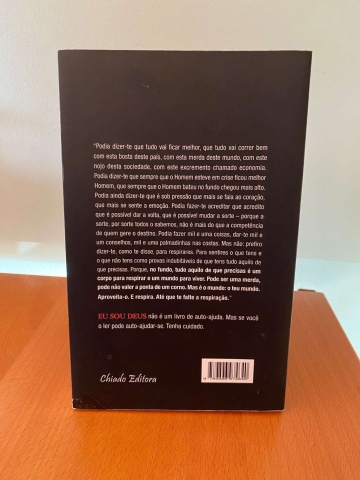 "Podia dizer-te que tudo vai ficar melhor, que tudo vai correr bem
com esta bosta deste país, com esta merda deste mundo, com este
nojo desta sociedade, com este excremento chamado economia.
Podia dizer-te que sempre que o Homem esteve em crise ficou melhor
Homem, que sempre que o Homem bateu no fundo chegou mais alto.
Podia ainda dizer-te que é sob pressão que mais se fala ao coração,
que mais se sente a emoção. Podia fazer-te acreditar que acredito
que é possível dar a volta, que é possível mudar a sorte – porque a
sorte, por sorte todos o sabemos, não é mais do que a competência
de quem gere o destino. Podia fazer mil e uma coisas, dar-te mil e
um conselhos, mil e uma palmadinhas nas costas. Mas não: prefiro
dizer-te, como te disse, para respirares. Para sentires o que tens e
o que não tens como provas indubitáveis de que tens tudo aquilo de
que precisas. Porque, no fundo, tudo aquilo de que precisas é um
corpo para respirar e um mundo para viver. Pode ser uma merda,
pode não valer a ponta de um corno. Mas é o mundo: o teu mundo.
Aproveita-o. E respira. Até que te falte a respiração."
EU SOU DEUS não é um livro de auto-ajuda. Mas se você
o ler pode auto-ajudar-se. Tenha cuidado.
Chiado Editora